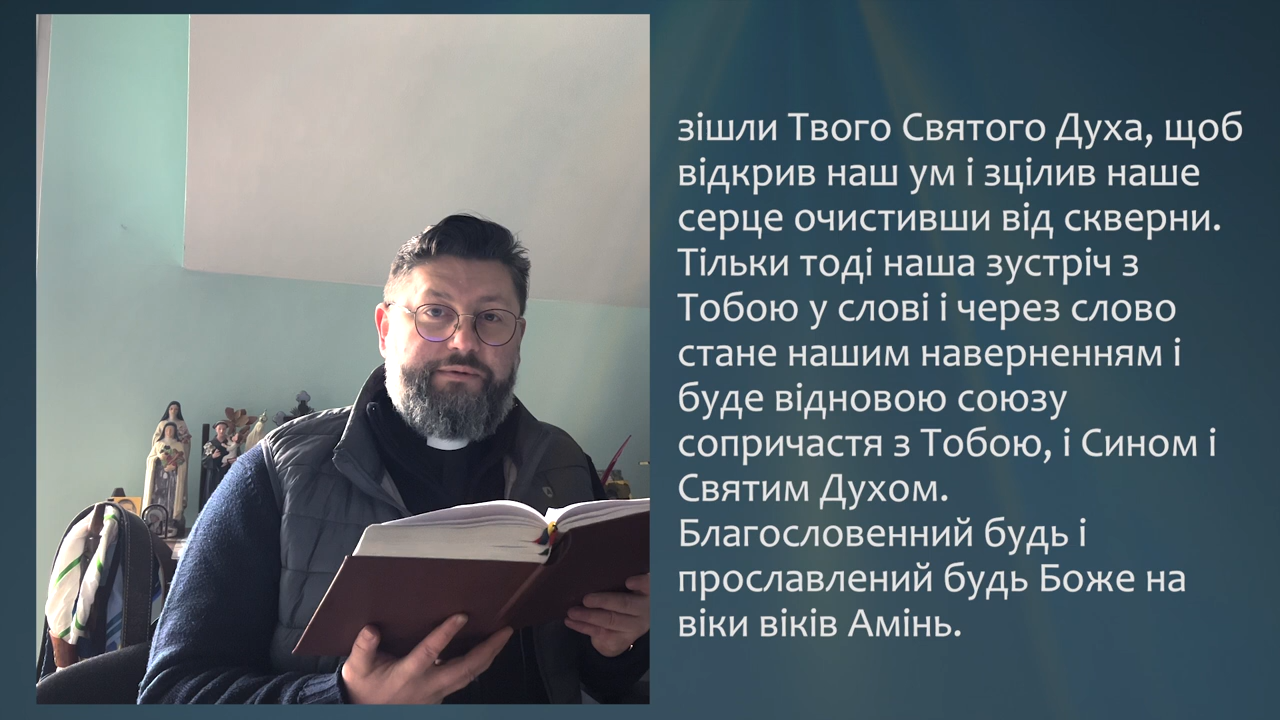 зішли Твого Святого Духа, щоб
відкрив наш ум і зцілив наше
серце очистивши від скверни.
Тільки тоді наша зустріч з
Тобою у слові і через слово
стане нашим наверненням і
буде відновою союзу
сопричастя з Тобою, і Сином і
Святим Духом.
Благословенний будь і
прославлений будь Боже на
віки віків Амінь.